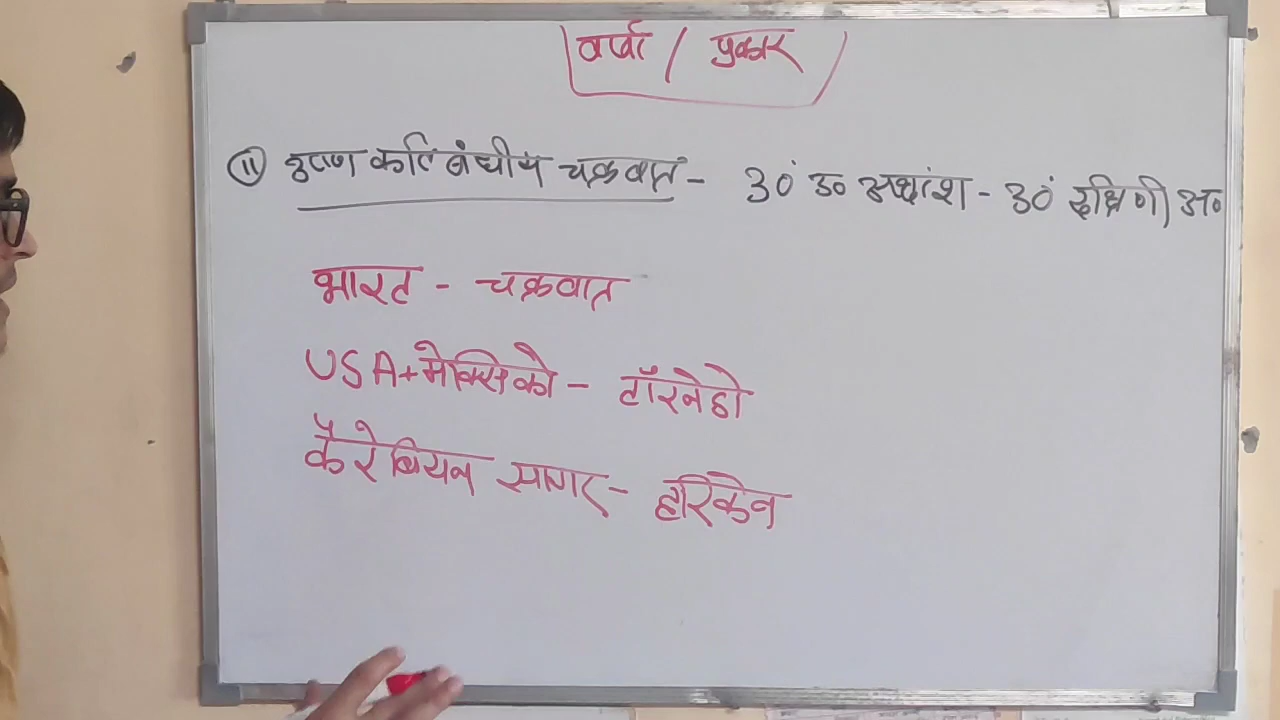 वर्षा / प्रकार
(ii) उष्ण कटिबंधीय चक्रवात - 30° उ० अक्षांश - 30° दक्षिणी अ०
भारत - चक्रवात
USA+मेक्सिको - टॉरनेडो
कैरेबियन सागर - हरिकेन